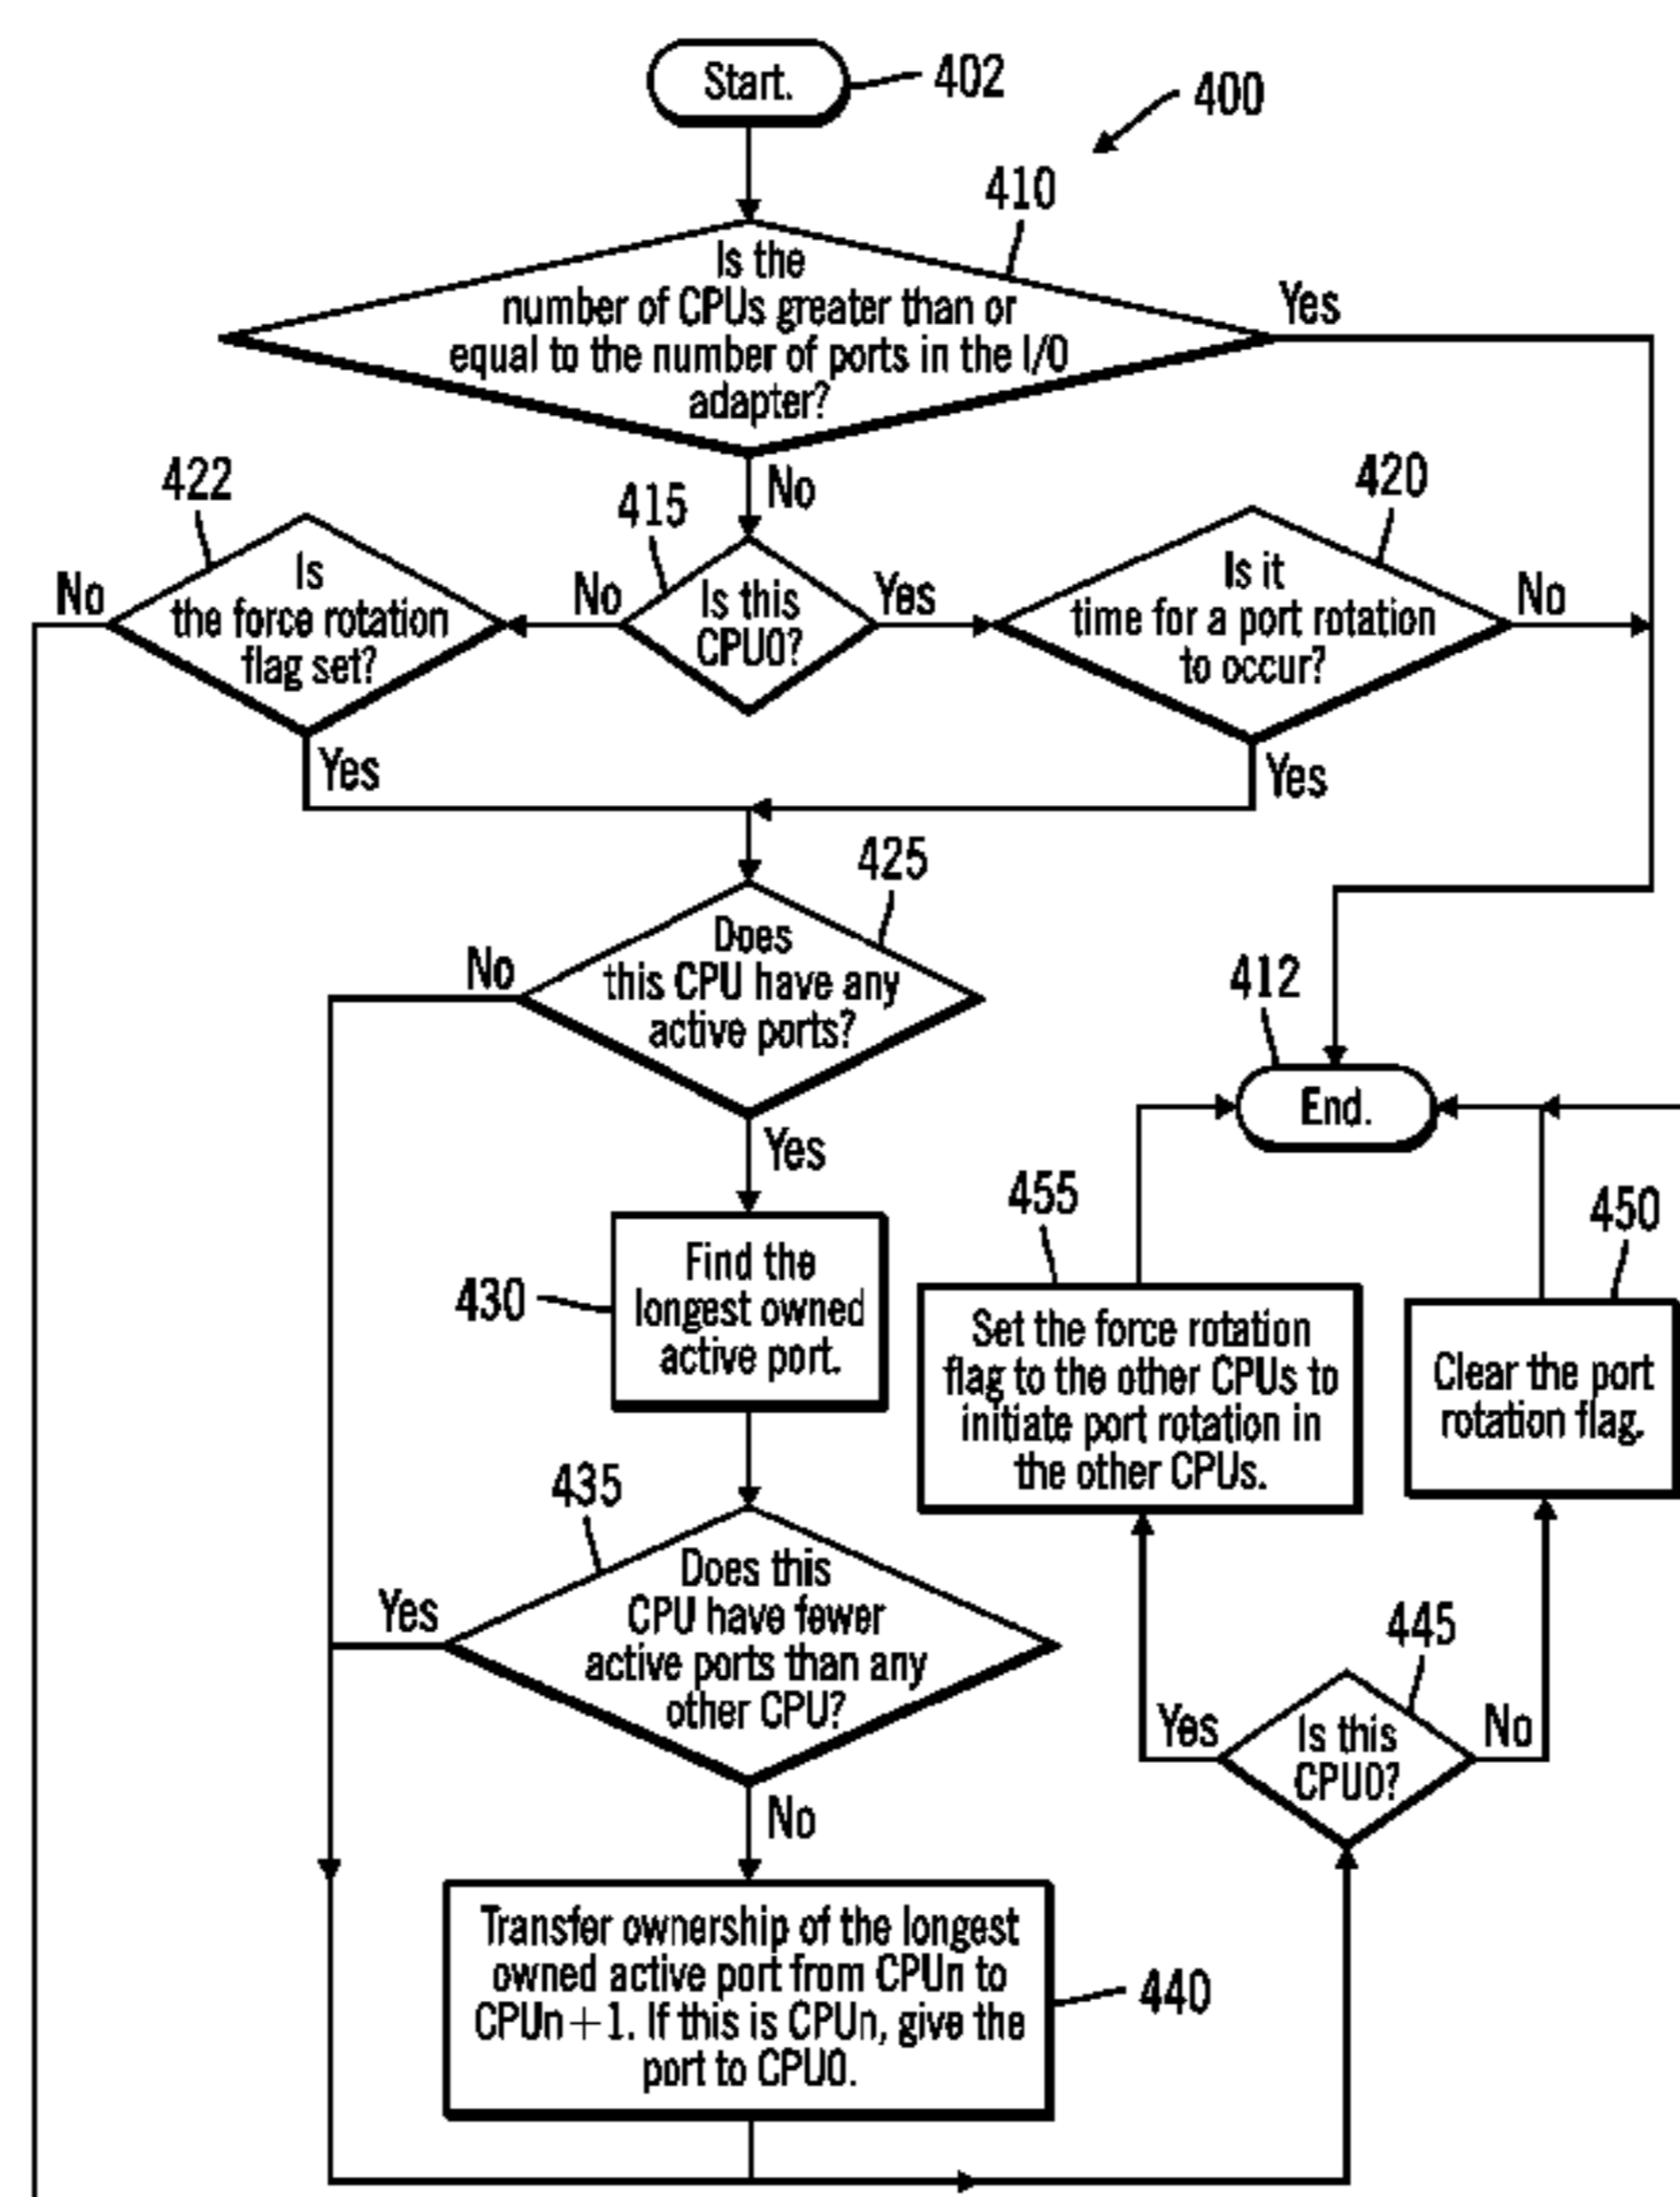 Start.
402
400
410
Is the
number of CPUs greater than or
equal to the number of ports in the I/O
adapter?
Yes
No
422
415
420
No
Is
the force rotation
flag set?
No
Is this
CPU0?
Yes
Is it
time for a port rotation
to occur?
No
Yes
Yes
425
Does
this CPU have any
active ports?
No
412
End.
Yes
455
450
430
Find the
longest owned
active port.
Set the force rotation
flag to the other CPUs to
initiate port rotation in
the other CPUs.
Clear the port
rotation flag.
435
Does this
CPU have fewer
active ports than any
other CPU?
Yes
445
Yes
Is this
CPU0?
No
No
Transfer ownership of the longest
owned active port from CPUn to
CPUn+1. If this is CPUn, give the
port to CPU0.
440